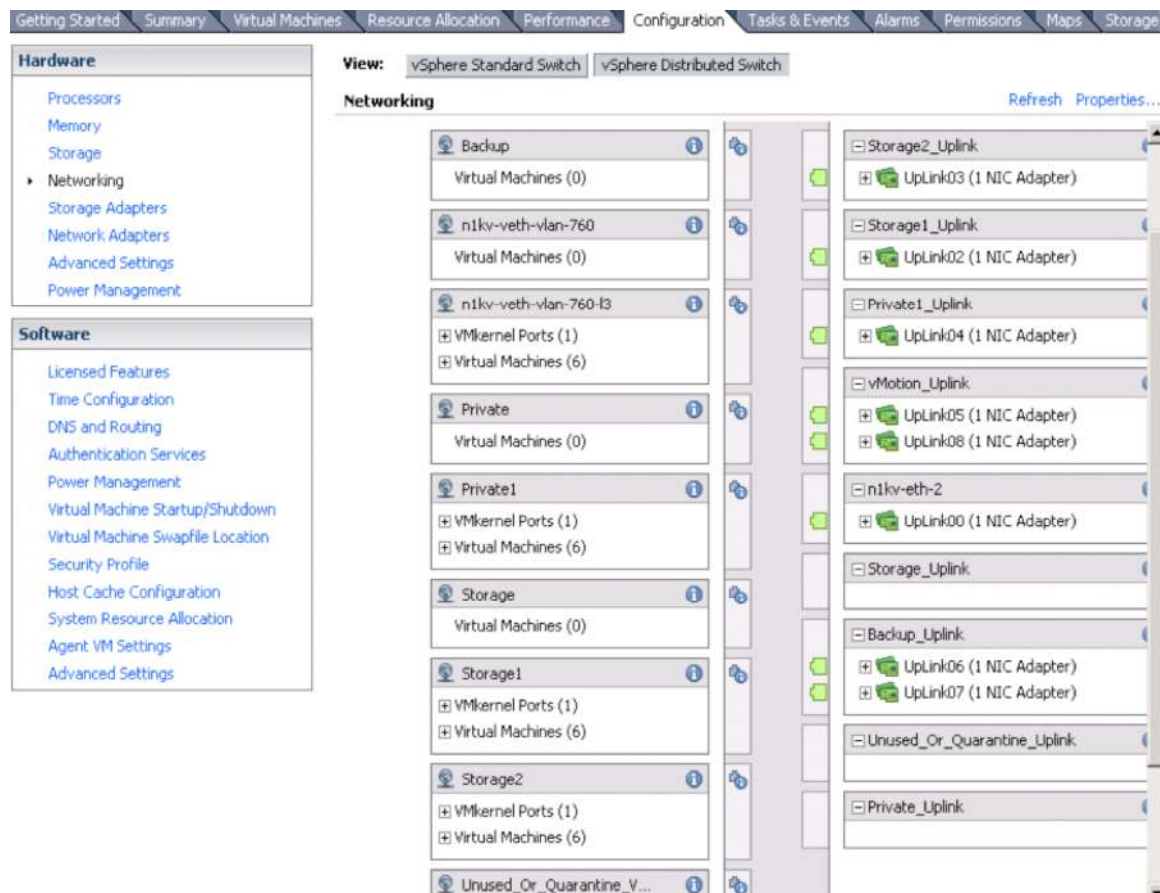 Getting Started Summary Virtual Machines Resource Allocation Performance Configuration Tasks & Events Alarms Permissions Maps Storage
Hardware
Processors
Memory
Storage
Networking
Storage Adapters
Network Adapters
Advanced Settings
Power Management
Software
Licensed Features
Time Configuration
DNS and Routing
Authentication Services
Power Management
Virtual Machine Startup/Shutdown
Virtual Machine Swapfile Location
Security Profile
Host Cache Configuration
System Resource Allocation
Agent VM Settings
Advanced Settings
View: vSphere Standard Switch vSphere Distributed Switch
Networking Refresh Properties...
Backup
Virtual Machines (0)
n1kv-veth-vlan-760
Virtual Machines (0)
n1kv-veth-vlan-760-l3
VMkernel Ports (1)
Virtual Machines (6)
Private
Virtual Machines (0)
Private1
VMkernel Ports (1)
Virtual Machines (6)
Storage
Virtual Machines (0)
Storage1
VMkernel Ports (1)
Virtual Machines (6)
Storage2
VMkernel Ports (1)
Virtual Machines (6)
Unused_Or_Quarantine_V...
Storage2_Uplink
UpLink03 (1 NIC Adapter)
Storage1_Uplink
UpLink02 (1 NIC Adapter)
Private1_Uplink
UpLink04 (1 NIC Adapter)
vMotion_Uplink
UpLink05 (1 NIC Adapter)
UpLink08 (1 NIC Adapter)
n1kv-eth-2
UpLink00 (1 NIC Adapter)
Storage_Uplink
Backup_Uplink
UpLink06 (1 NIC Adapter)
UpLink07 (1 NIC Adapter)
Unused_Or_Quarantine_Uplink
Private_Uplink